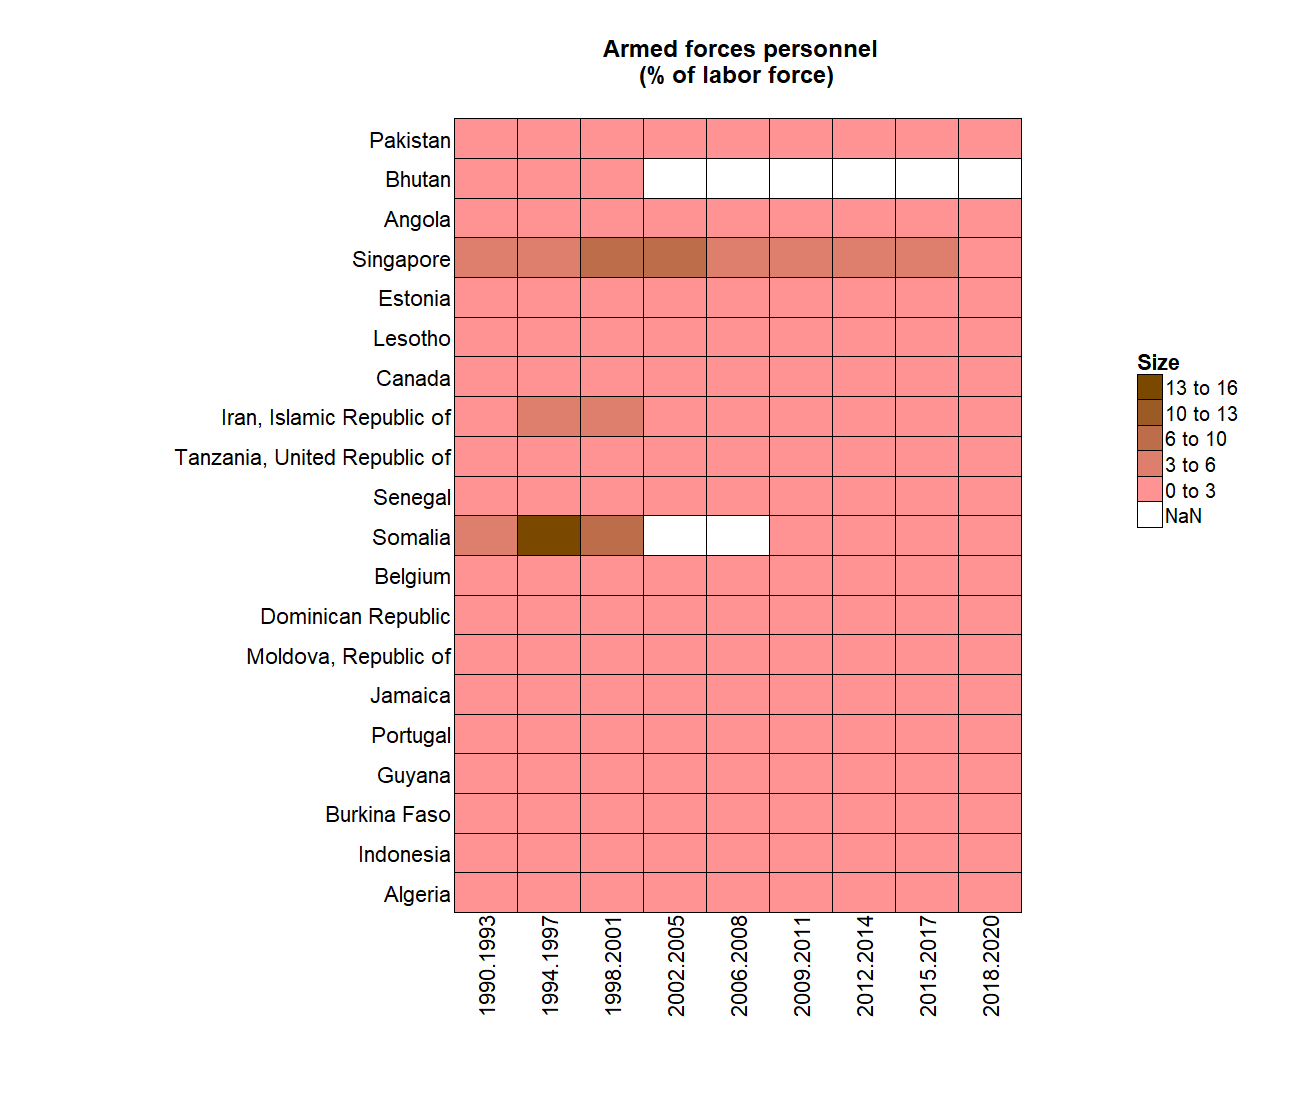 Armed forces personnel
(% of labor force)
Pakistan
Bhutan
Angola
Singapore
Estonia
Lesotho
Canada
Iran, Islamic Republic of
Tanzania, United Republic of
Senegal
Somalia
Belgium
Dominican Republic
Moldova, Republic of
Jamaica
Portugal
Guyana
Burkina Faso
Indonesia
Algeria
1990.1993
1994.1997
1998.2001
2002.2005
2006.2008
2009.2011
2012.2014
2015.2017
2018.2020
Size
13 to 16
10 to 13
6 to 10
3 to 6
0 to 3
NaN